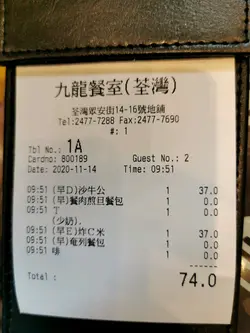 九龍餐室(荃灣)
荃灣眾安街14-16號地舖
Tel:2477-7288 Fax:2477-7690
#: 1
Tbl No.: 1A
Cardno: 800189 Guest No.: 2
Date: 2020-11-14 Time: 09:51
09:51 (早D)沙牛公 1 37.0
09:51 (早)餐肉煎旦餐包 1 0.0
09:51 丁 1 0.0
(少奶).
09:51 (早E)炸C米 1 37.0
09:51 (早)奄列餐包 1 0.0
09:51 啡 1 0.0
Total : 74.0